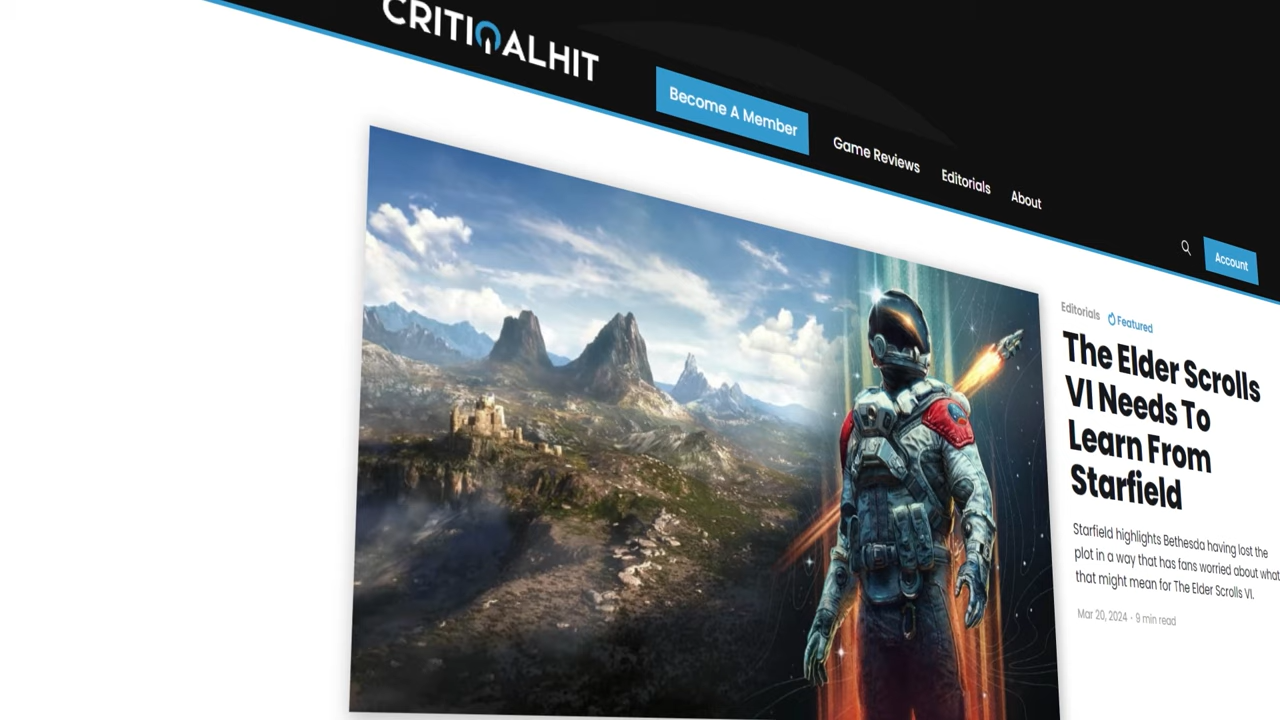 CRITIQALHIT
Become A Member
Game Reviews
Editorials
About
Account
Editorials Featured
The Elder Scrolls
VI Needs To
Learn From
Starfield
Starfield highlights Bethesda having lost the
plot in a way that has fans worried about what
that might mean for The Elder Scrolls VI.
Mar 20, 2024 • 9 min read